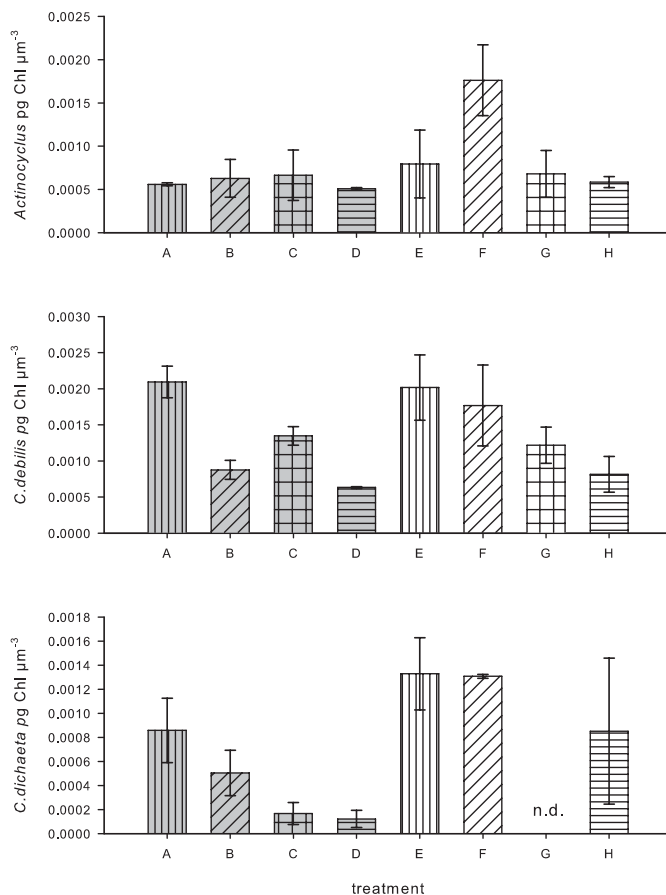 Actinocyclus pg Chl µm⁻³
0.0025
0.0020
0.0015
0.0010
0.0005
0.0000
A B C D E F G H
C.debilis pg Chl µm⁻³
0.0030
0.0025
0.0020
0.0015
0.0010
0.0005
0.0000
A B C D E F G H
C.dichaeta pg Chl µm⁻³
0.0018
0.0016
0.0014
0.0012
0.0010
0.0008
0.0006
0.0004
0.0002
0.0000
n.d.
A B C D E F G H
treatment